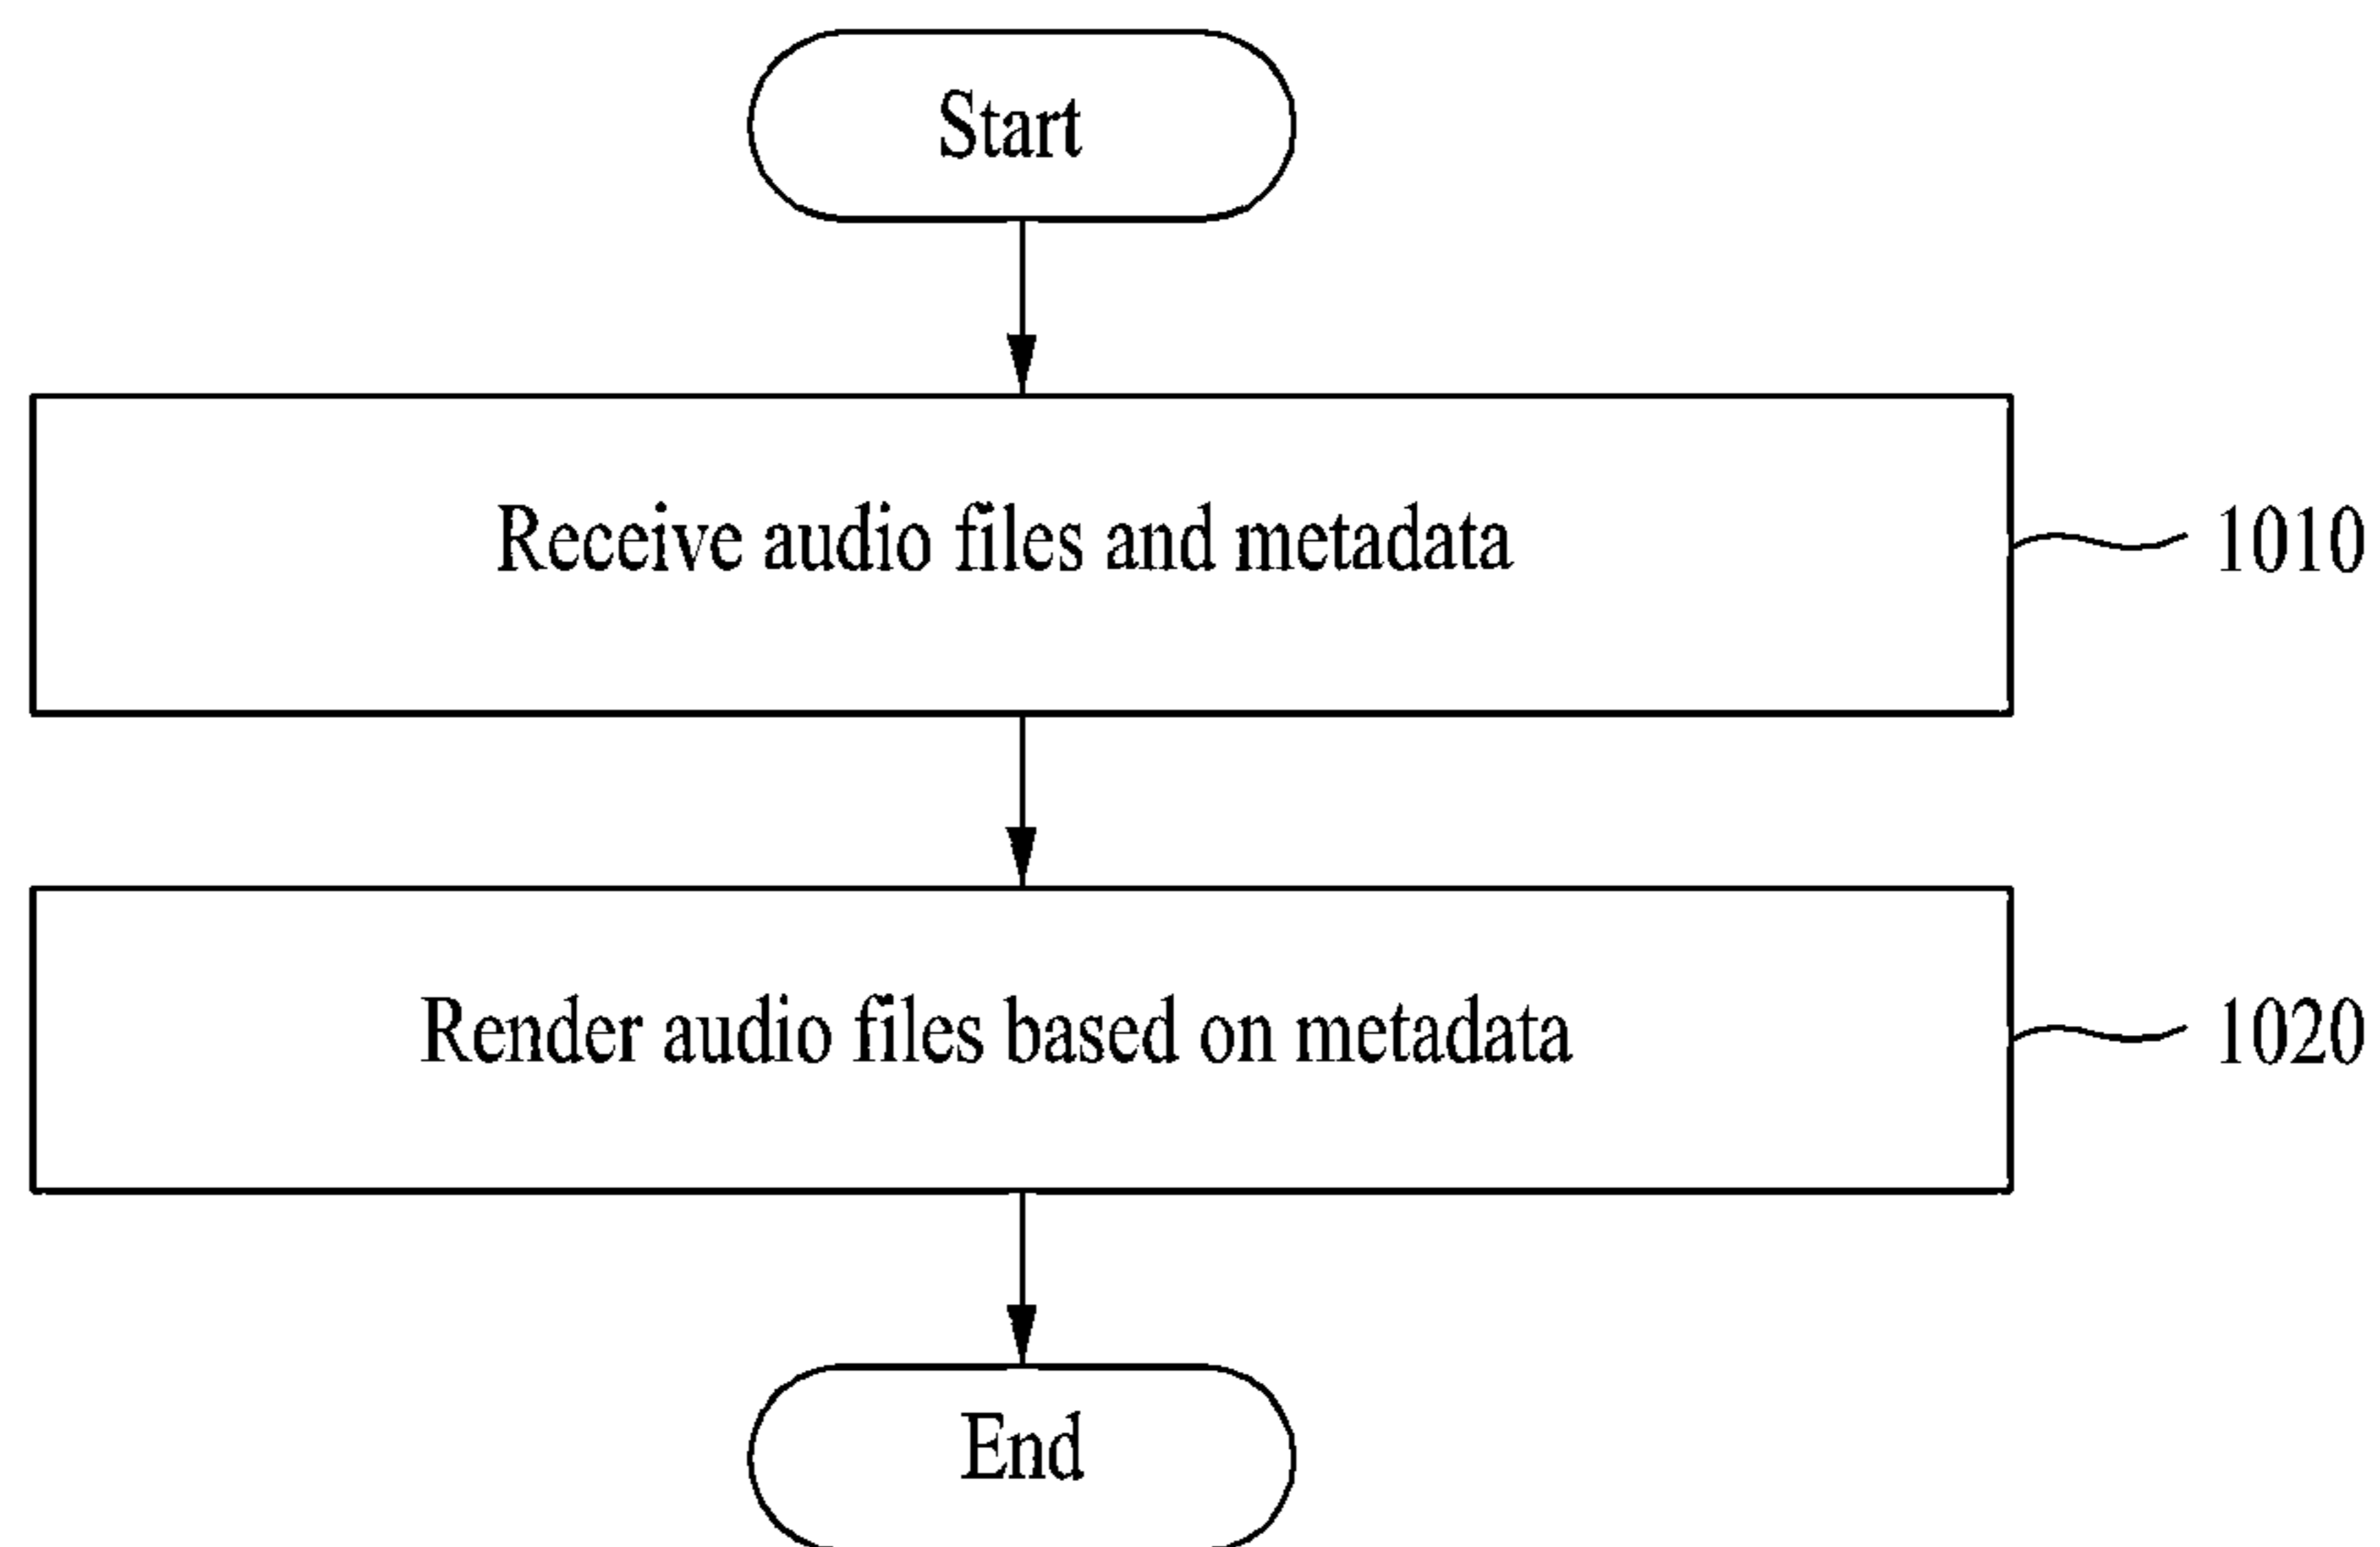 Start
Receive audio files and metadata
1010
Render audio files based on metadata
1020
End